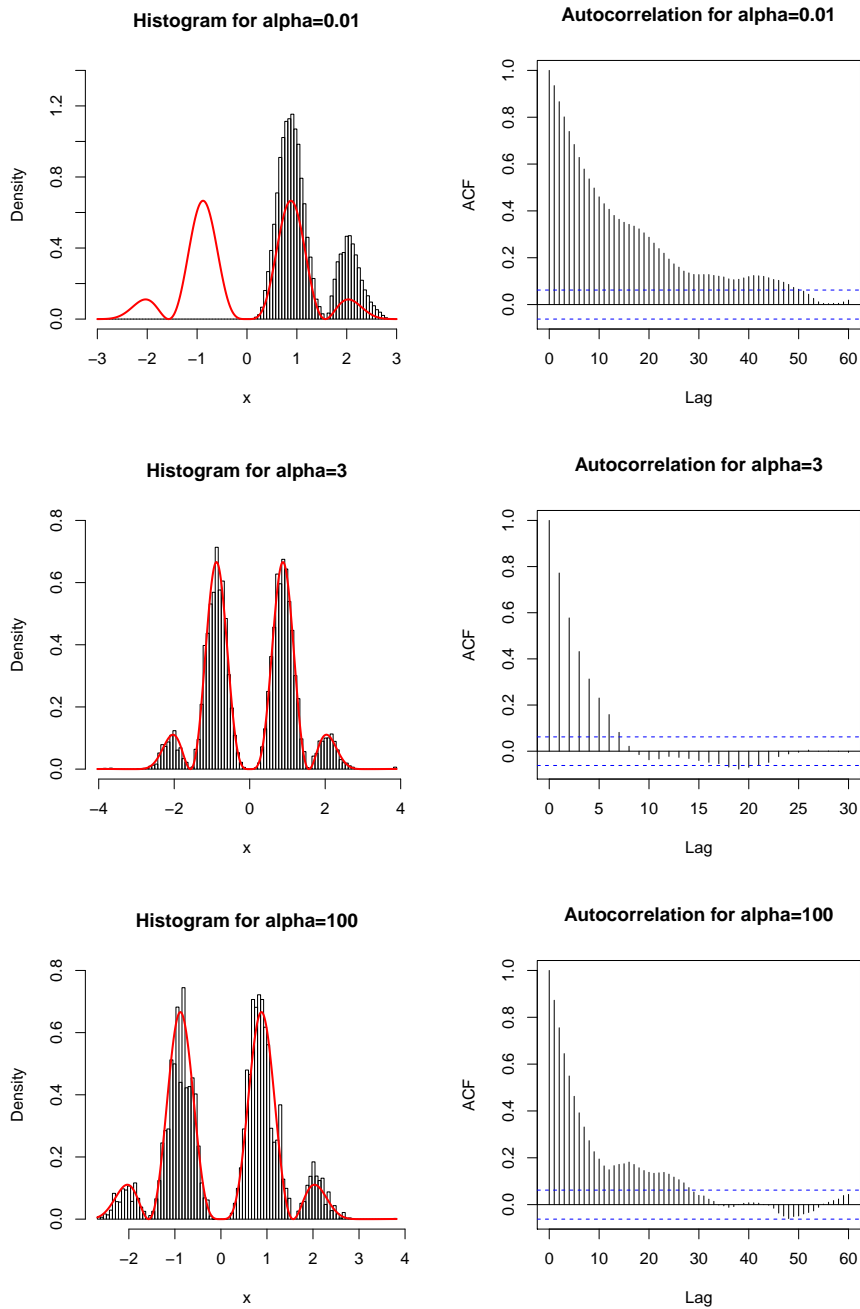 Histogram for alpha=0.01
Density
0.0 0.4 0.8 1.2
−3 −2 −1 0 1 2 3
x
Autocorrelation for alpha=0.01
ACF
0.0 0.2 0.4 0.6 0.8 1.0
0 10 20 30 40 50 60
Lag
Histogram for alpha=3
Density
0.0 0.2 0.4 0.6 0.8
−4 −2 0 2 4
x
Autocorrelation for alpha=3
ACF
0.0 0.2 0.4 0.6 0.8 1.0
0 5 10 15 20 25 30
Lag
Histogram for alpha=100
Density
0.0 0.2 0.4 0.6 0.8
−2 −1 0 1 2 3 4
x
Autocorrelation for alpha=100
ACF
0.0 0.2 0.4 0.6 0.8 1.0
0 10 20 30 40 50 60
Lag